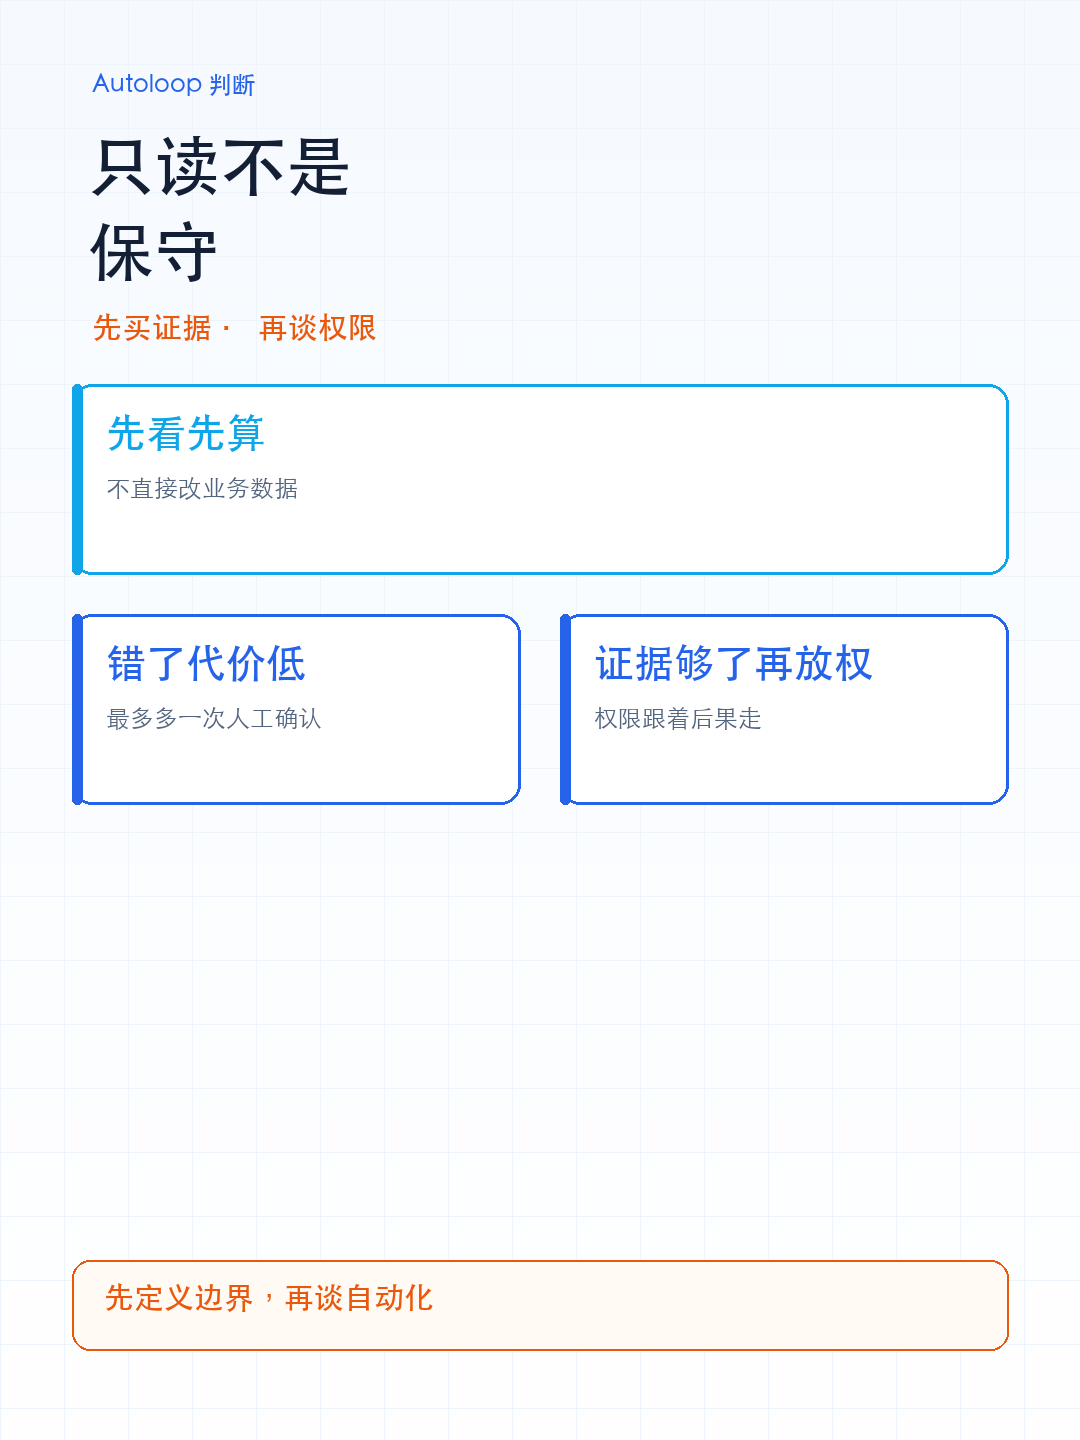 Autoloop 判断
只读不是
保守
先买证据· 再谈权限
先看先算
不直接改业务数据
错了代价低
最多多一次人工确认
证据够了再放权
权限跟着后果走
先定义边界，再谈自动化